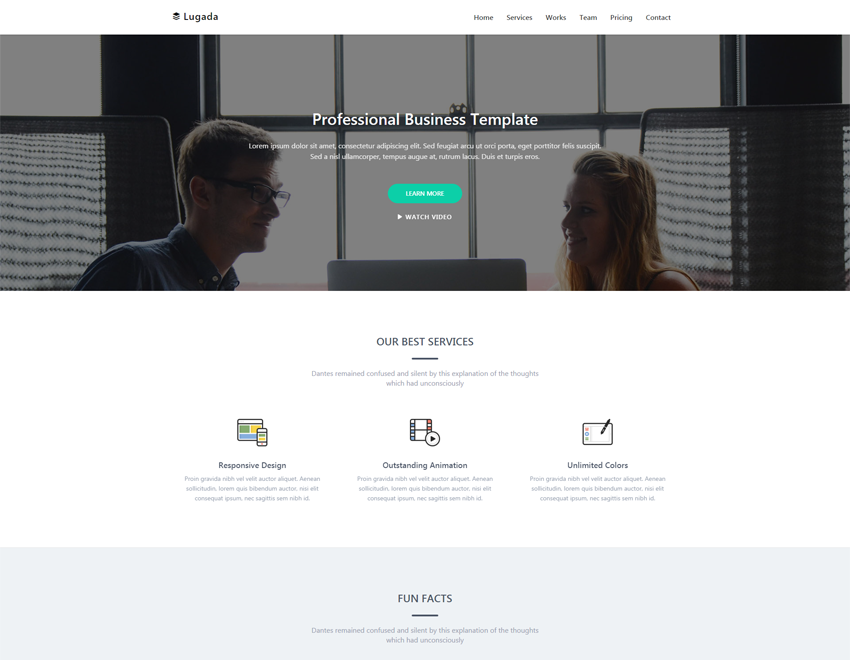 Lugada
Home Services Works Team Pricing Contact
Professional Business Template
Lorem ipsum dolor sit amet, consectetur adipiscing elit. Sed feugiat arcu ut orci porta, eget porttitor felis suscipit.
Sed a nisl ullamcorper, tempus augue at, rutrum lacus. Duis et turpis eros.
LEARN MORE
WATCH VIDEO
OUR BEST SERVICES
Dantes remained confused and silent by this explanation of the thoughts
which had unconsciously
Responsive Design
Proin gravida nibh vel velit auctor aliquet. Aenean
sollicitudin, lorem quis bibendum auctor, nisi elit
consequat ipsum, nec sagittis sem nibh id.
Outstanding Animation
Proin gravida nibh vel velit auctor aliquet. Aenean
sollicitudin, lorem quis bibendum auctor, nisi elit
consequat ipsum, nec sagittis sem nibh id.
Unlimited Colors
Proin gravida nibh vel velit auctor aliquet. Aenean
sollicitudin, lorem quis bibendum auctor, nisi elit
consequat ipsum, nec sagittis sem nibh id.
FUN FACTS
Dantes remained confused and silent by this explanation of the thoughts
which had unconsciously